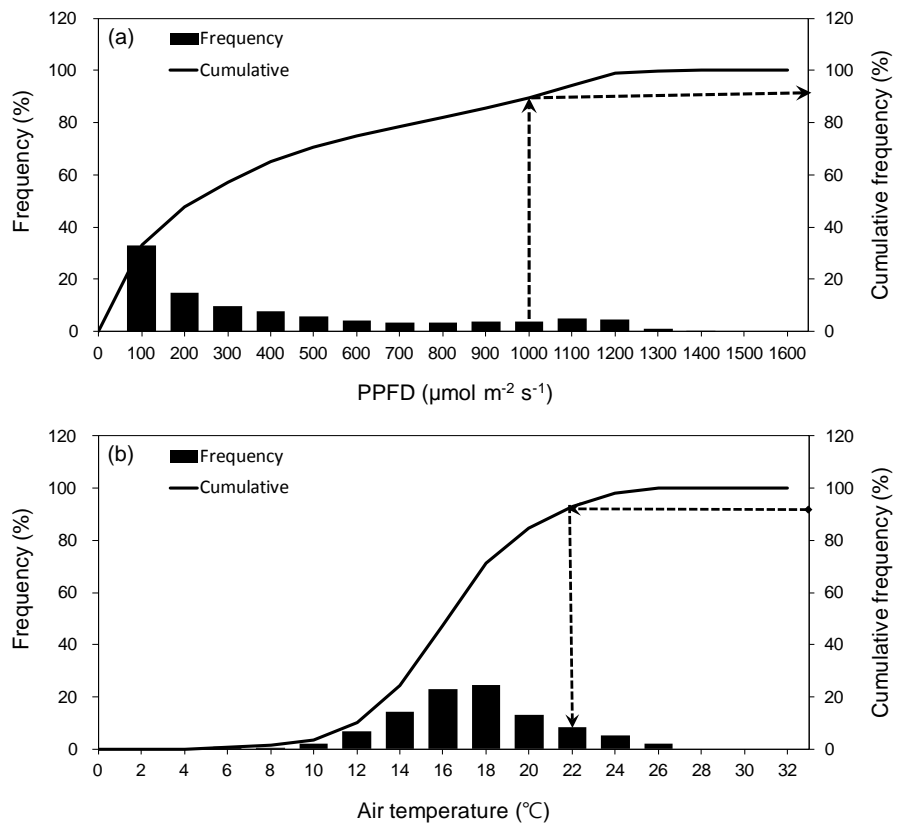 120 120
(a)
Frequency
100 100
Cumulative
80 80
60 60
40 40
20 20
0 0
Frequency (%)
Cumulative frequency (%)
0 100 200 300 400 500 600 700 800 900 1000 1100 1200 1300 1400 1500 1600
PPFD (μmol m⁻² s⁻¹)
120 120
(b)
Frequency
100 100
Cumulative
80 80
60 60
40 40
20 20
0 0
Frequency (%)
Cumulative frequency (%)
0 2 4 6 8 10 12 14 16 18 20 22 24 26 28 30 32
Air temperature (℃)